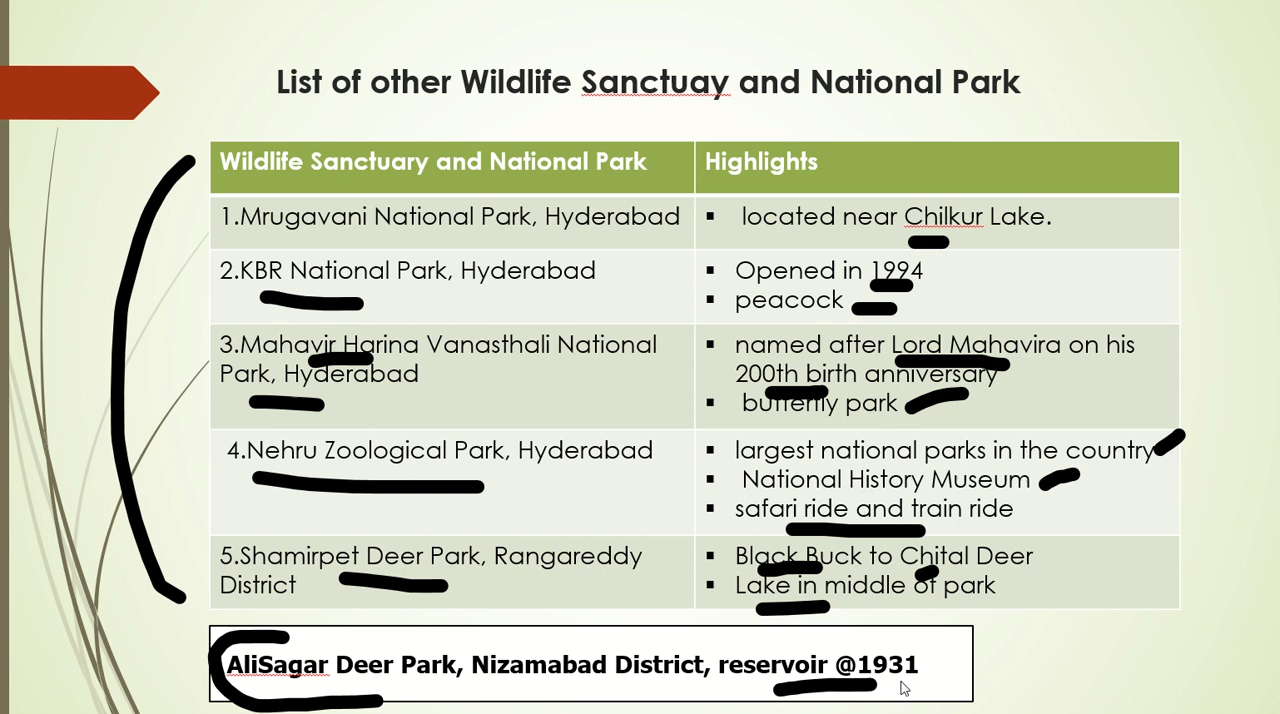 List of other Wildlife Sanctuay and National Park
Wildlife Sanctuary and National Park
Highlights
1.Mrugavani National Park, Hyderabad
▪ located near Chilkur Lake.
2.KBR National Park, Hyderabad
▪ Opened in 1994
▪ peacock
3.Mahavir Harina Vanasthali National
Park, Hyderabad
▪ named after Lord Mahavira on his
200th birth anniversary
▪ butterfly park
4.Nehru Zoological Park, Hyderabad
▪ largest national parks in the country
▪ National History Museum
▪ safari ride and train ride
5.Shamirpet Deer Park, Rangareddy
District
▪ Black Buck to Chital Deer
▪ Lake in middle of park
AliSagar Deer Park, Nizamabad District, reservoir @1931